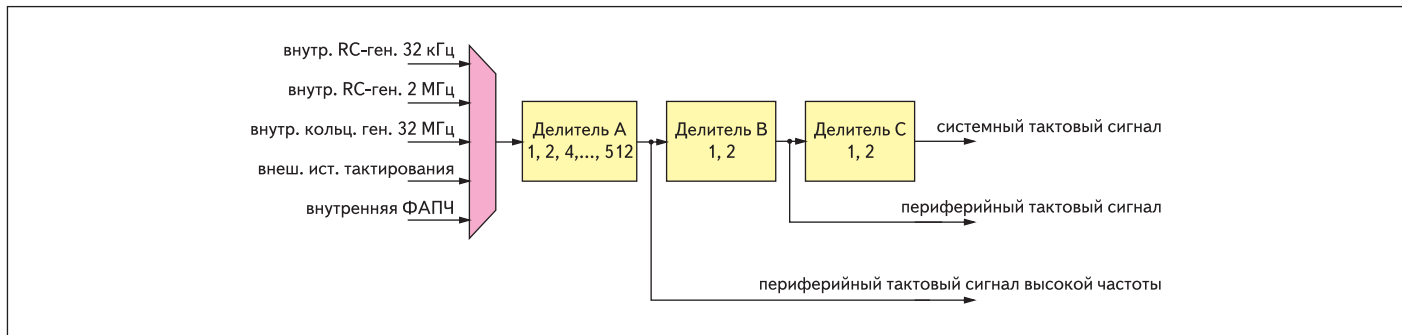 внутр. RC-ген. 32 кГц
внутр. RC-ген. 2 МГц
внутр. кольц. ген. 32 МГц
внеш. ист. тактирования
внутренняя ФАПЧ
Делитель A
1, 2, 4,..., 512
Делитель B
1, 2
Делитель C
1, 2
системный тактовый сигнал
периферийный тактовый сигнал
периферийный тактовый сигнал высокой частоты